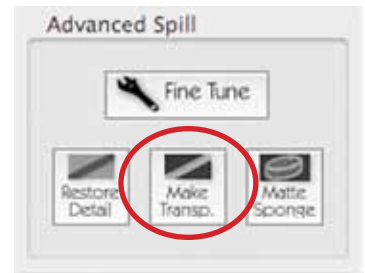 Advanced Spill
Fine Tune
Restore Make Matte
Detail Transp. Sponge